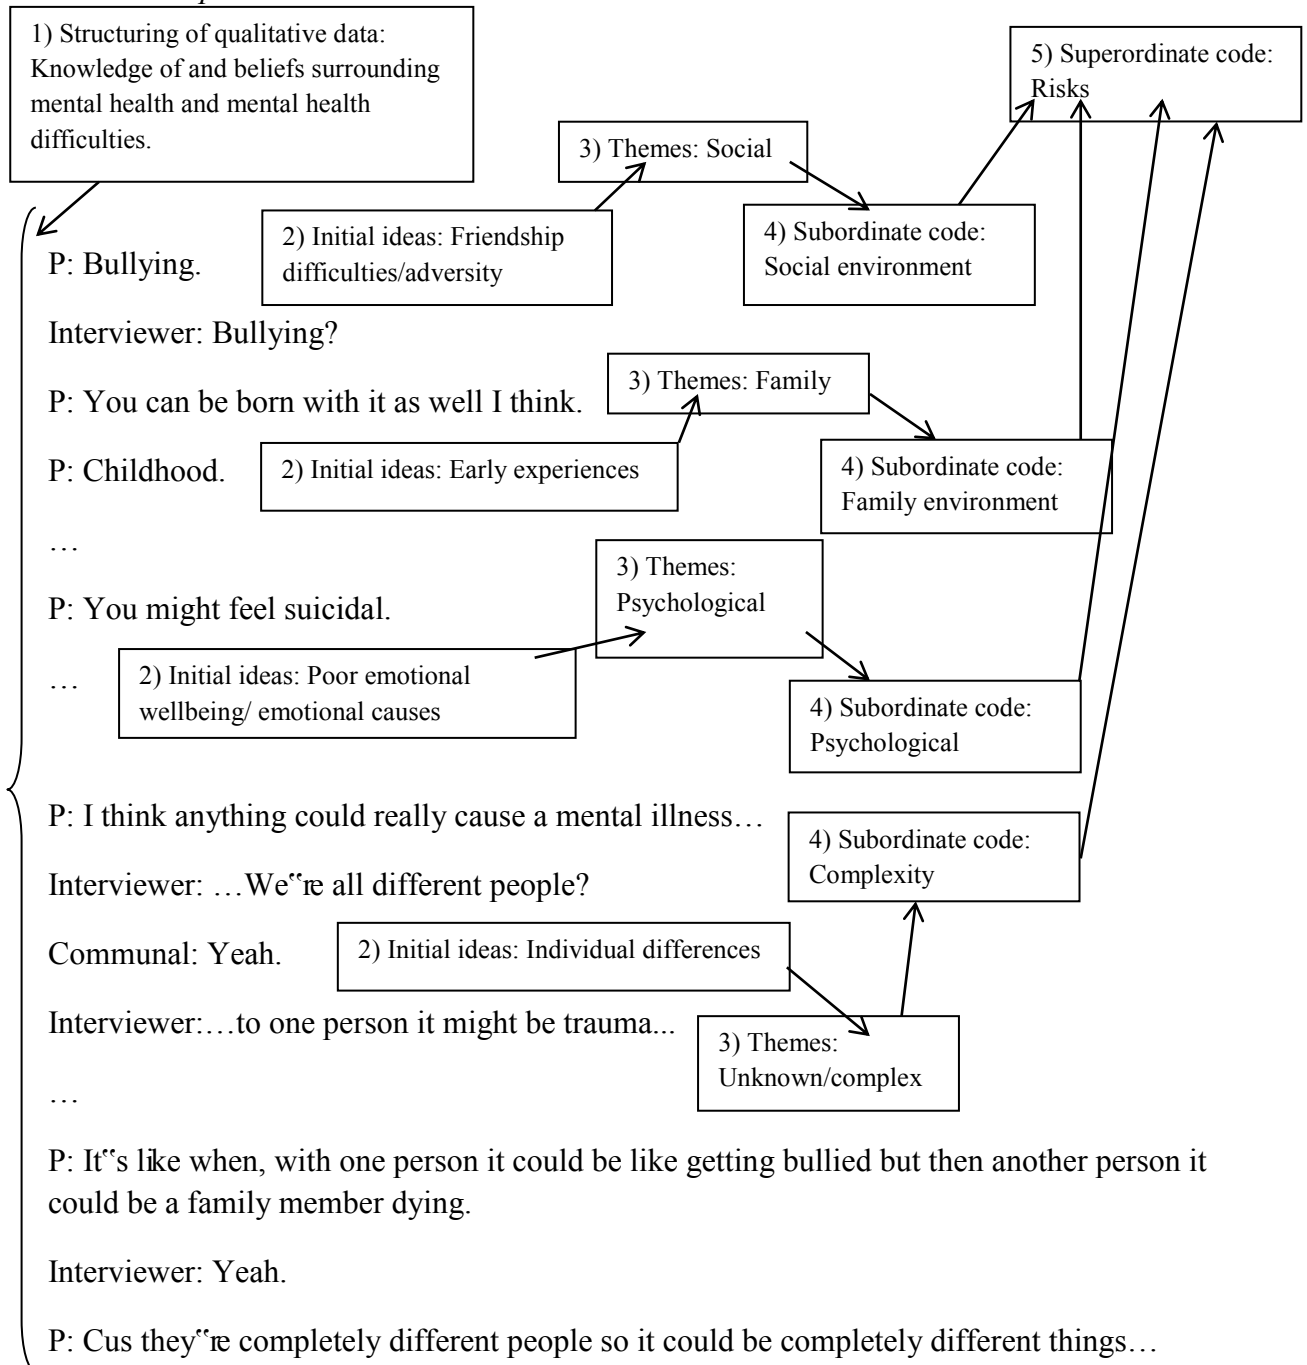 1) Structuring of qualitative data:
Knowledge of and beliefs surrounding
mental health and mental health
difficulties.
5) Superordinate code:
Risks
3) Themes: Social
2) Initial ideas: Friendship
difficulties/adversity
4) Subordinate code:
Social environment
P: Bullying.
Interviewer: Bullying?
3) Themes: Family
P: You can be born with it as well I think.
P: Childhood.
2) Initial ideas: Early experiences
4) Subordinate code:
Family environment
…
3) Themes:
Psychological
P: You might feel suicidal.
…
2) Initial ideas: Poor emotional
wellbeing/ emotional causes
4) Subordinate code:
Psychological
P: I think anything could really cause a mental illness…
4) Subordinate code:
Complexity
Interviewer: …We‟re all different people?
Communal: Yeah.
2) Initial ideas: Individual differences
Interviewer:…to one person it might be trauma...
3) Themes:
Unknown/complex
…
P: It‟s like when, with one person it could be like getting bullied but then another person it
could be a family member dying.
Interviewer: Yeah.
P: Cus they‟re completely different people so it could be completely different things…